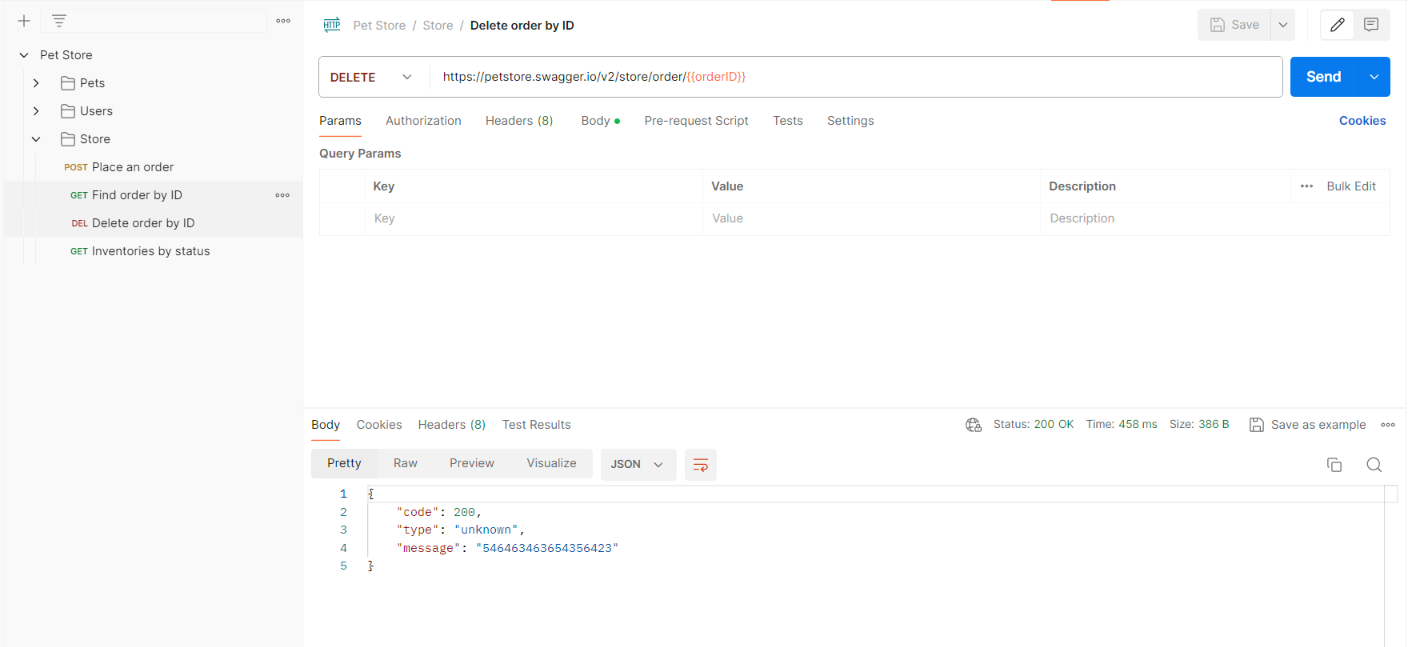 Pet Store
Pets
Users
Store
POST Place an order
GET Find order by ID
DEL Delete order by ID
GET Inventories by status
HTTP Pet Store / Store / Delete order by ID
Save
DELETE https://petstore.swagger.io/v2/store/order/{{orderID}}
Send
Params Authorization Headers (8) Body Pre-request Script Tests Settings Cookies
Query Params
Key Value Description Bulk Edit
Key Value Description
Body Cookies Headers (8) Test Results Status: 200 OK Time: 458 ms Size: 386 B Save as example
Pretty Raw Preview Visualize JSON
1 {
2 "code": 200,
3 "type": "unknown",
4 "message": "546463463654356423"
5 }